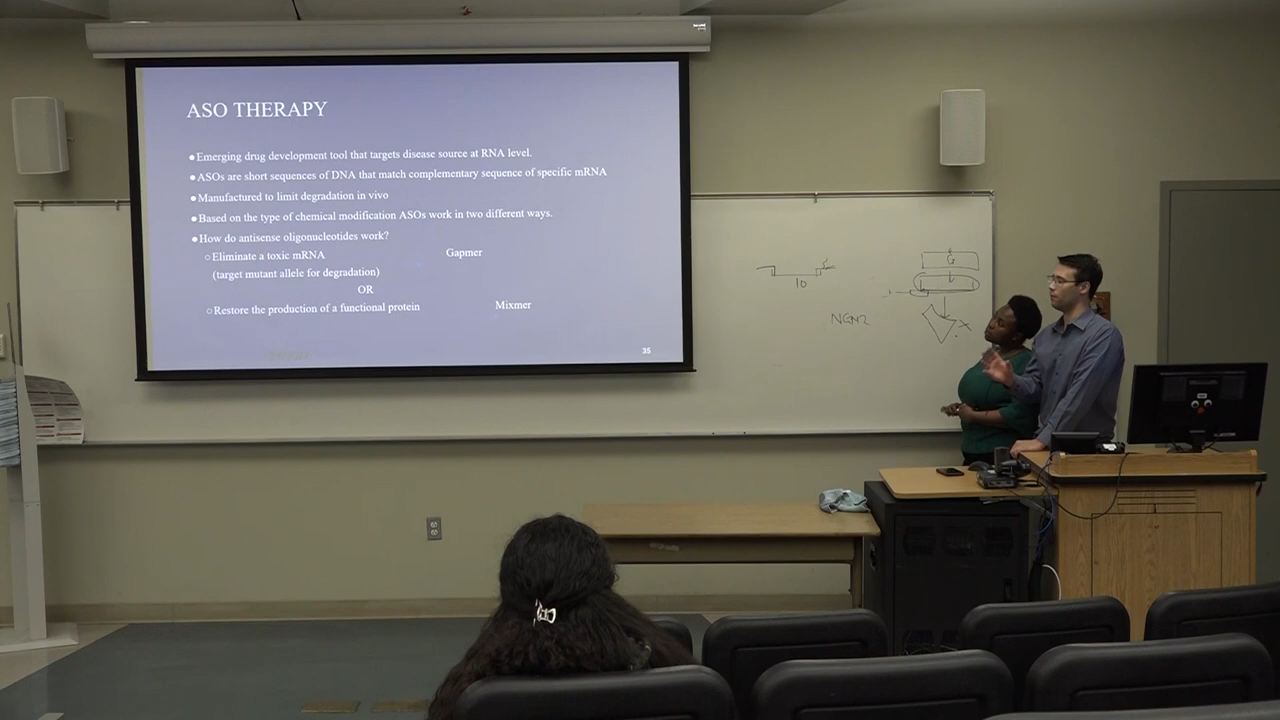 ASO THERAPY
●Emerging drug development tool that targets disease source at RNA level.
●ASOs are short sequences of DNA that match complementary sequence of specific mRNA
●Manufactured to limit degradation in vivo
●Based on the type of chemical modification ASOs work in two different ways.
●How do antisense oligonucleotides work?
○Eliminate a toxic mRNA Gapmer
(target mutant allele for degradation)
OR
○Restore the production of a functional protein Mixmer
35
10
G
L
X
NGN2